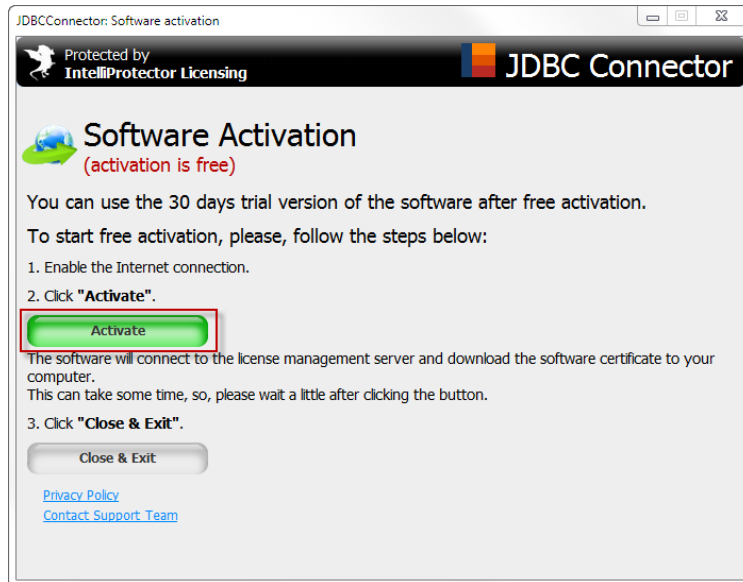 JDBCConnector: Software activation
Protected by
IntelliProtector Licensing
JDBC Connector
Software Activation
(activation is free)
You can use the 30 days trial version of the software after free activation.
To start free activation, please, follow the steps below:
1. Enable the Internet connection.
2. Click "Activate".
Activate
The software will connect to the license management server and download the software certificate to your
computer.
This can take some time, so, please wait a little after clicking the button.
3. Click "Close & Exit".
Close & Exit
Privacy Policy
Contact Support Team